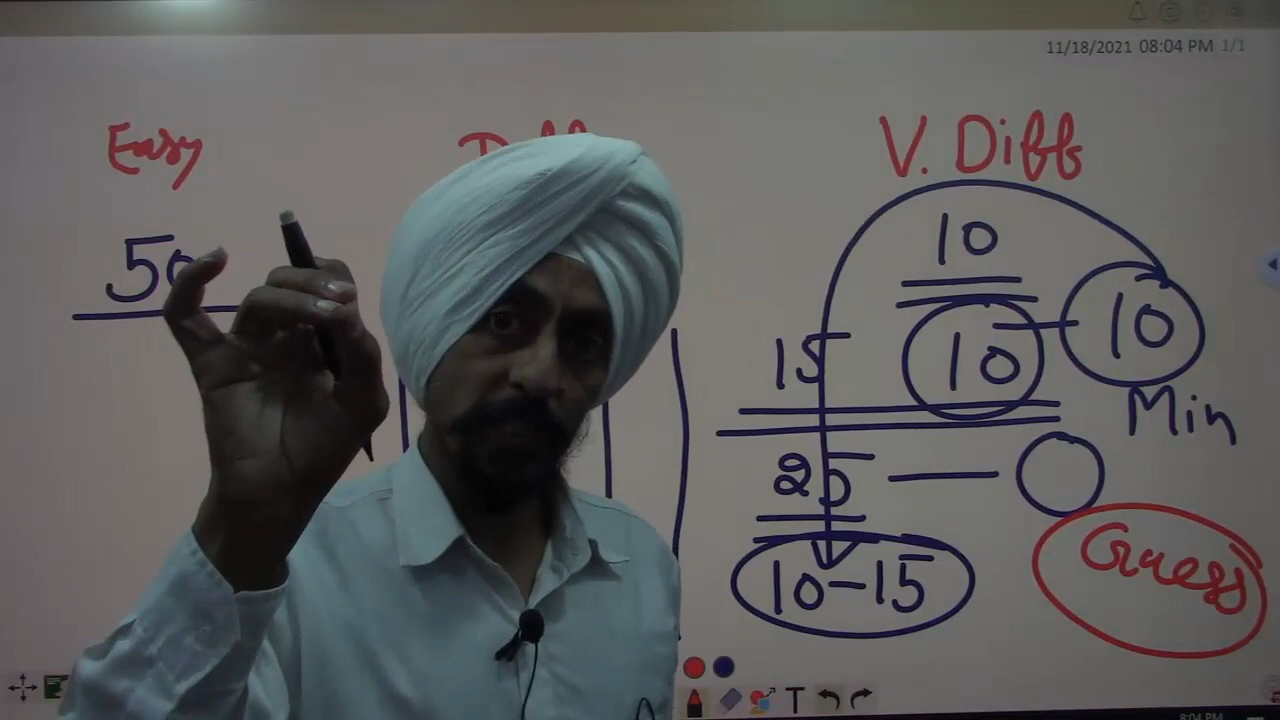 11/18/2021 08:04 PM 1/1
Easy
V. Diff
10
10 — 10
15
Min
25
10-15
Guess
T